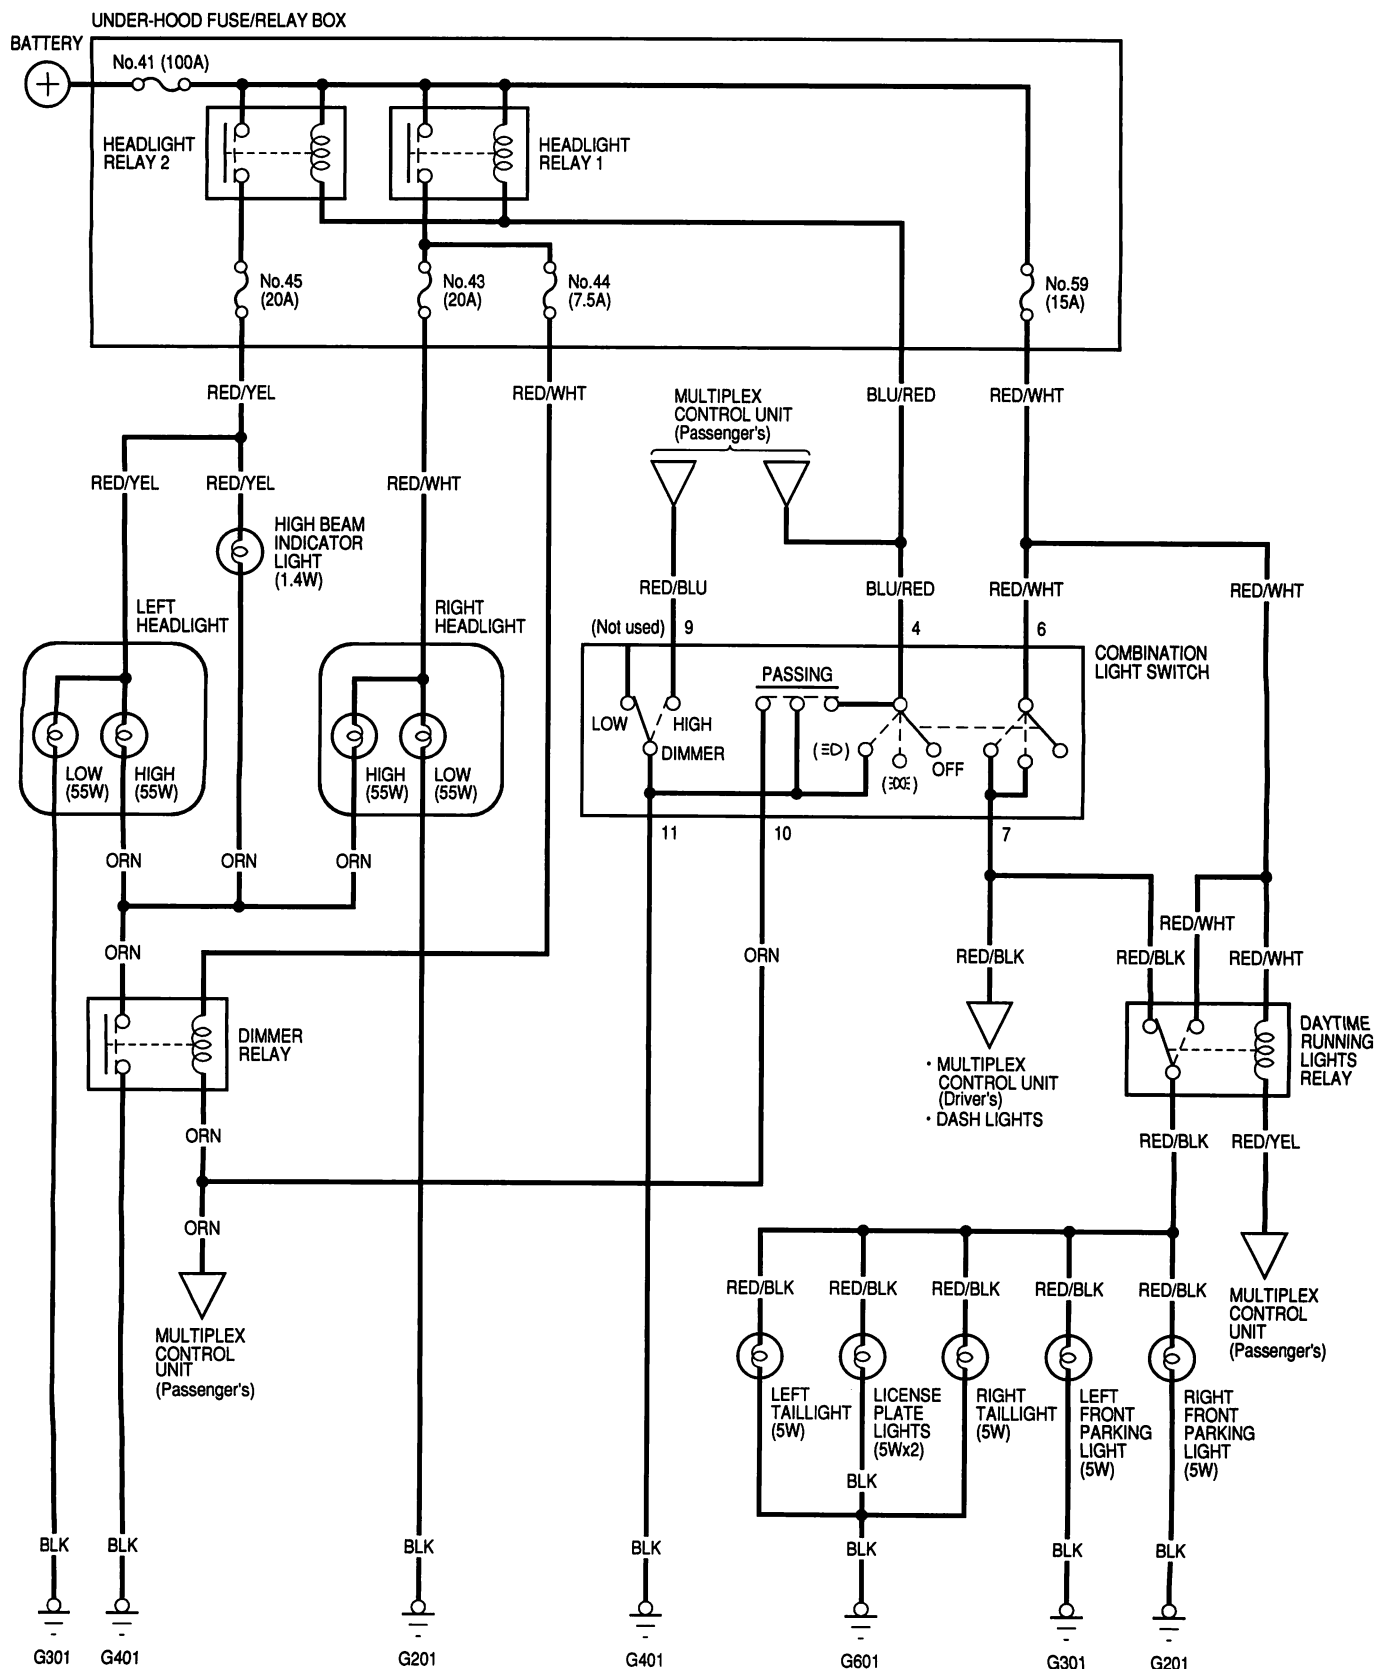 UNDER-HOOD FUSE/RELAY BOX
BATTERY
No.41 (100A)
HEADLIGHT
RELAY 2
HEADLIGHT
RELAY 1
No.45
(20A)
No.43
(20A)
No.44
(7.5A)
No.59
(15A)
RED/YEL
RED/WHT
MULTIPLEX
CONTROL UNIT
(Passenger's)
BLU/RED
RED/WHT
RED/YEL
RED/YEL
RED/WHT
HIGH BEAM
INDICATOR
LIGHT
(1.4W)
RED/BLU
BLU/RED
RED/WHT
RED/WHT
LEFT
HEADLIGHT
RIGHT
HEADLIGHT
(Not used)
9
4
6
COMBINATION
LIGHT SWITCH
PASSING
LOW
HIGH
DIMMER
OFF
LOW
(55W)
HIGH
(55W)
HIGH
(55W)
LOW
(55W)
11
10
7
ORN
ORN
ORN
RED/WHT
ORN
ORN
RED/BLK
RED/BLK
RED/WHT
DIMMER
RELAY
DAYTIME
RUNNING
LIGHTS
RELAY
· MULTIPLEX
CONTROL UNIT
(Driver's)
· DASH LIGHTS
ORN
RED/BLK
RED/YEL
ORN
MULTIPLEX
CONTROL
UNIT
(Passenger's)
RED/BLK
RED/BLK
RED/BLK
RED/BLK
RED/BLK
MULTIPLEX
CONTROL
UNIT
(Passenger's)
LEFT
TAILLIGHT
(5W)
LICENSE
PLATE
LIGHTS
(5Wx2)
RIGHT
TAILLIGHT
(5W)
LEFT
FRONT
PARKING
LIGHT
(5W)
RIGHT
FRONT
PARKING
LIGHT
(5W)
BLK
BLK
BLK
BLK
BLK
BLK
BLK
BLK
G301
G401
G201
G401
G601
G301
G201